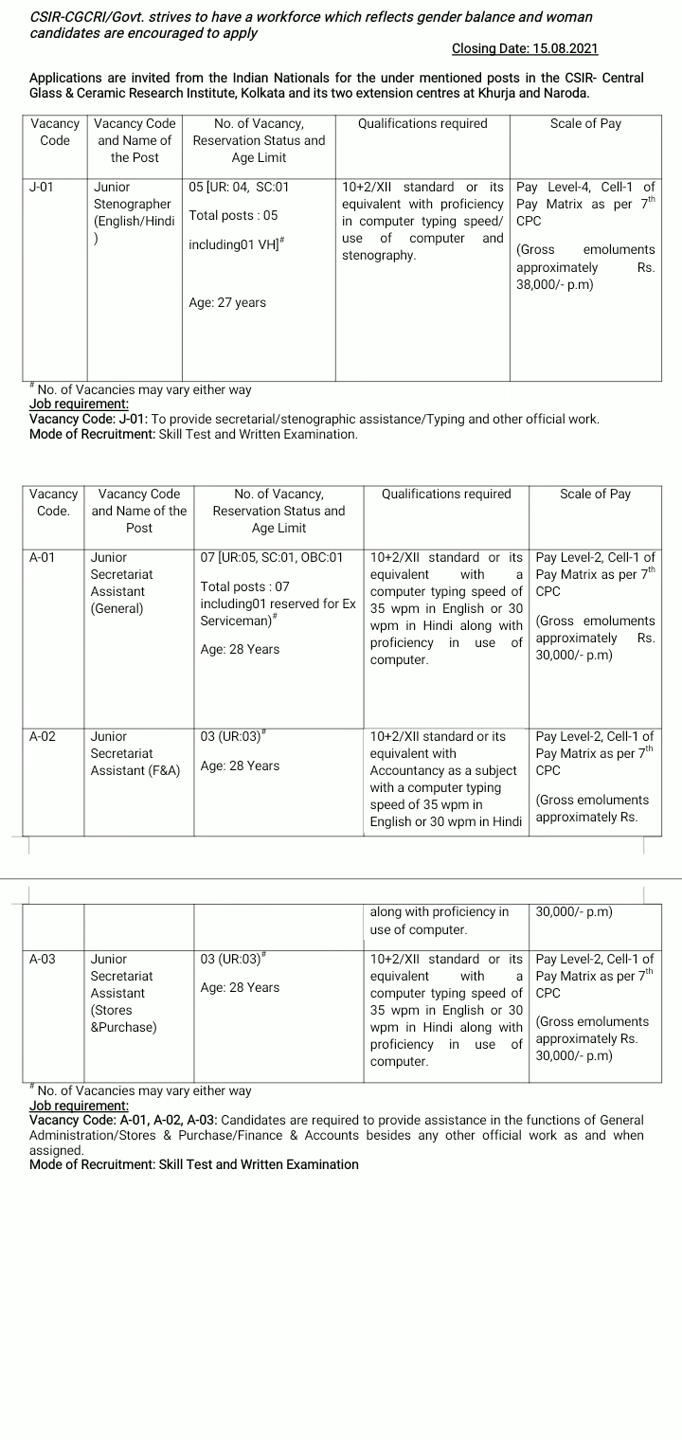 CSIR-CGCRI/Govt. strives to have a workforce which reflects gender balance and woman
candidates are encouraged to apply
Closing Date: 15.08.2021
Applications are invited from the Indian Nationals for the under mentioned posts in the CSIR- Central
Glass & Ceramic Research Institute, Kolkata and its two extension centres at Khurja and Naroda.
Vacancy
Code
Vacancy Code
and Name of
the Post
No. of Vacancy,
Reservation Status and
Age Limit
Qualifications required
Scale of Pay
J-01
Junior
Stenographer
(English/Hindi
)
05 [UR: 04, SC:01
Total posts : 05
including01 VH]#
Age: 27 years
10+2/XII standard or its
equivalent with proficiency
in computer typing speed/
use of computer and
stenography.
Pay Level-4, Cell-1 of
Pay Matrix as per 7th
CPC
(Gross emoluments
approximately Rs.
38,000/- p.m)
# No. of Vacancies may vary either way
Job requirement:
Vacancy Code: J-01: To provide secretarial/stenographic assistance/Typing and other official work.
Mode of Recruitment: Skill Test and Written Examination.
Vacancy
Code.
Vacancy Code
and Name of the
Post
No. of Vacancy,
Reservation Status and
Age Limit
Qualifications required
Scale of Pay
A-01
Junior
Secretariat
Assistant
(General)
07 [UR:05, SC:01, OBC:01
Total posts : 07
including01 reserved for Ex
Serviceman)#
Age: 28 Years
10+2/XII standard or its
equivalent with a
computer typing speed of
35 wpm in English or 30
wpm in Hindi along with
proficiency in use of
computer.
Pay Level-2, Cell-1 of
Pay Matrix as per 7th
CPC
(Gross emoluments
approximately Rs.
30,000/- p.m)
A-02
Junior
Secretariat
Assistant (F&A)
03 (UR:03)#
Age: 28 Years
10+2/XII standard or its
equivalent with
Accountancy as a subject
with a computer typing
speed of 35 wpm in
English or 30 wpm in Hindi
Pay Level-2, Cell-1 of
Pay Matrix as per 7th
CPC
(Gross emoluments
approximately Rs.
along with proficiency in
use of computer.
30,000/- p.m)
A-03
Junior
Secretariat
Assistant
(Stores
&Purchase)
03 (UR:03)#
Age: 28 Years
10+2/XII standard or its
equivalent with a
computer typing speed of
35 wpm in English or 30
wpm in Hindi along with
proficiency in use of
computer.
Pay Level-2, Cell-1 of
Pay Matrix as per 7th
CPC
(Gross emoluments
approximately Rs.
30,000/- p.m)
# No. of Vacancies may vary either way
Job requirement:
Vacancy Code: A-01, A-02, A-03: Candidates are required to provide assistance in the functions of General
Administration/Stores & Purchase/Finance & Accounts besides any other official work as and when
assigned.
Mode of Recruitment: Skill Test and Written Examination